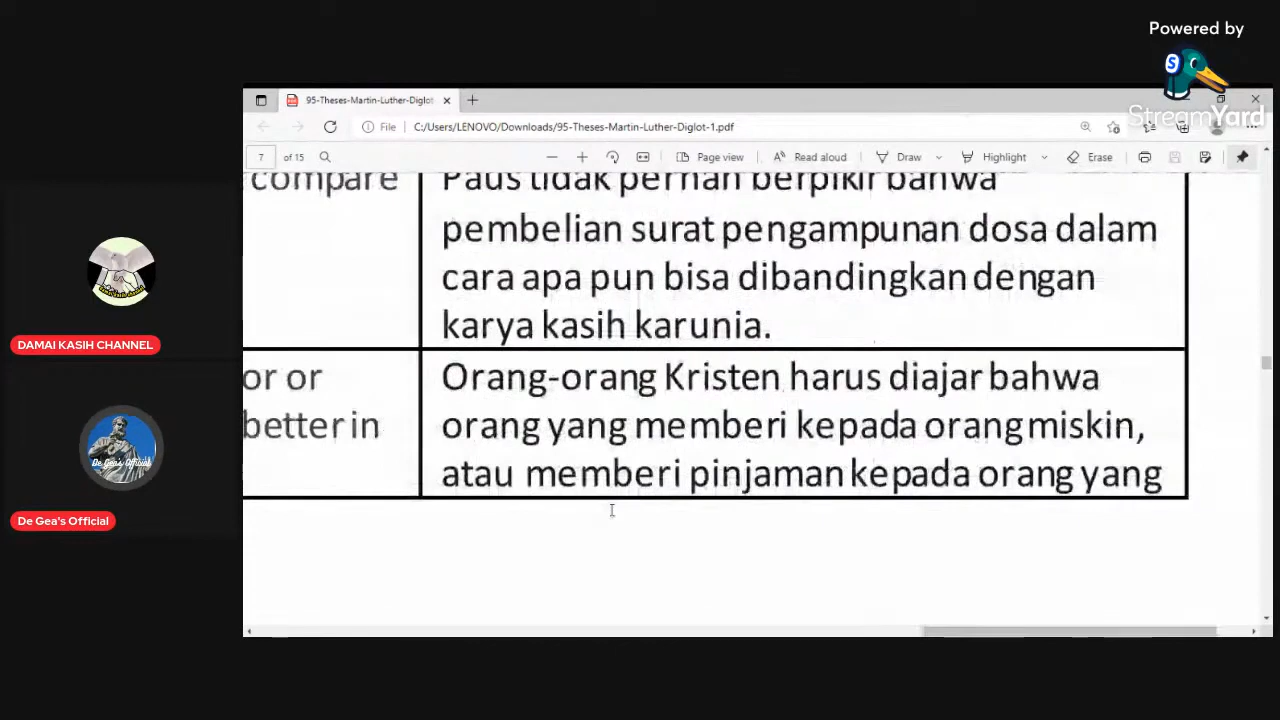 Powered by
StreamYard
95-Theses-Martin-Luther-Diglot
File C:/Users/LENOVO/Downloads/95-Theses-Martin-Luther-Diglot-1.pdf
7 of 15 Page view Read aloud Draw Highlight Erase
compare
Paus tidak pernah berpikir bahwa
pembelian surat pengampunan dosa dalam
cara apa pun bisa dibandingkan dengan
karya kasih karunia.
or or
better in
Orang-orang Kristen harus diajar bahwa
orang yang memberi kepada orang miskin,
atau memberi pinjaman kepada orang yang
DAMAI KASIH CHANNEL
De Gea's Official
De Gea's Official